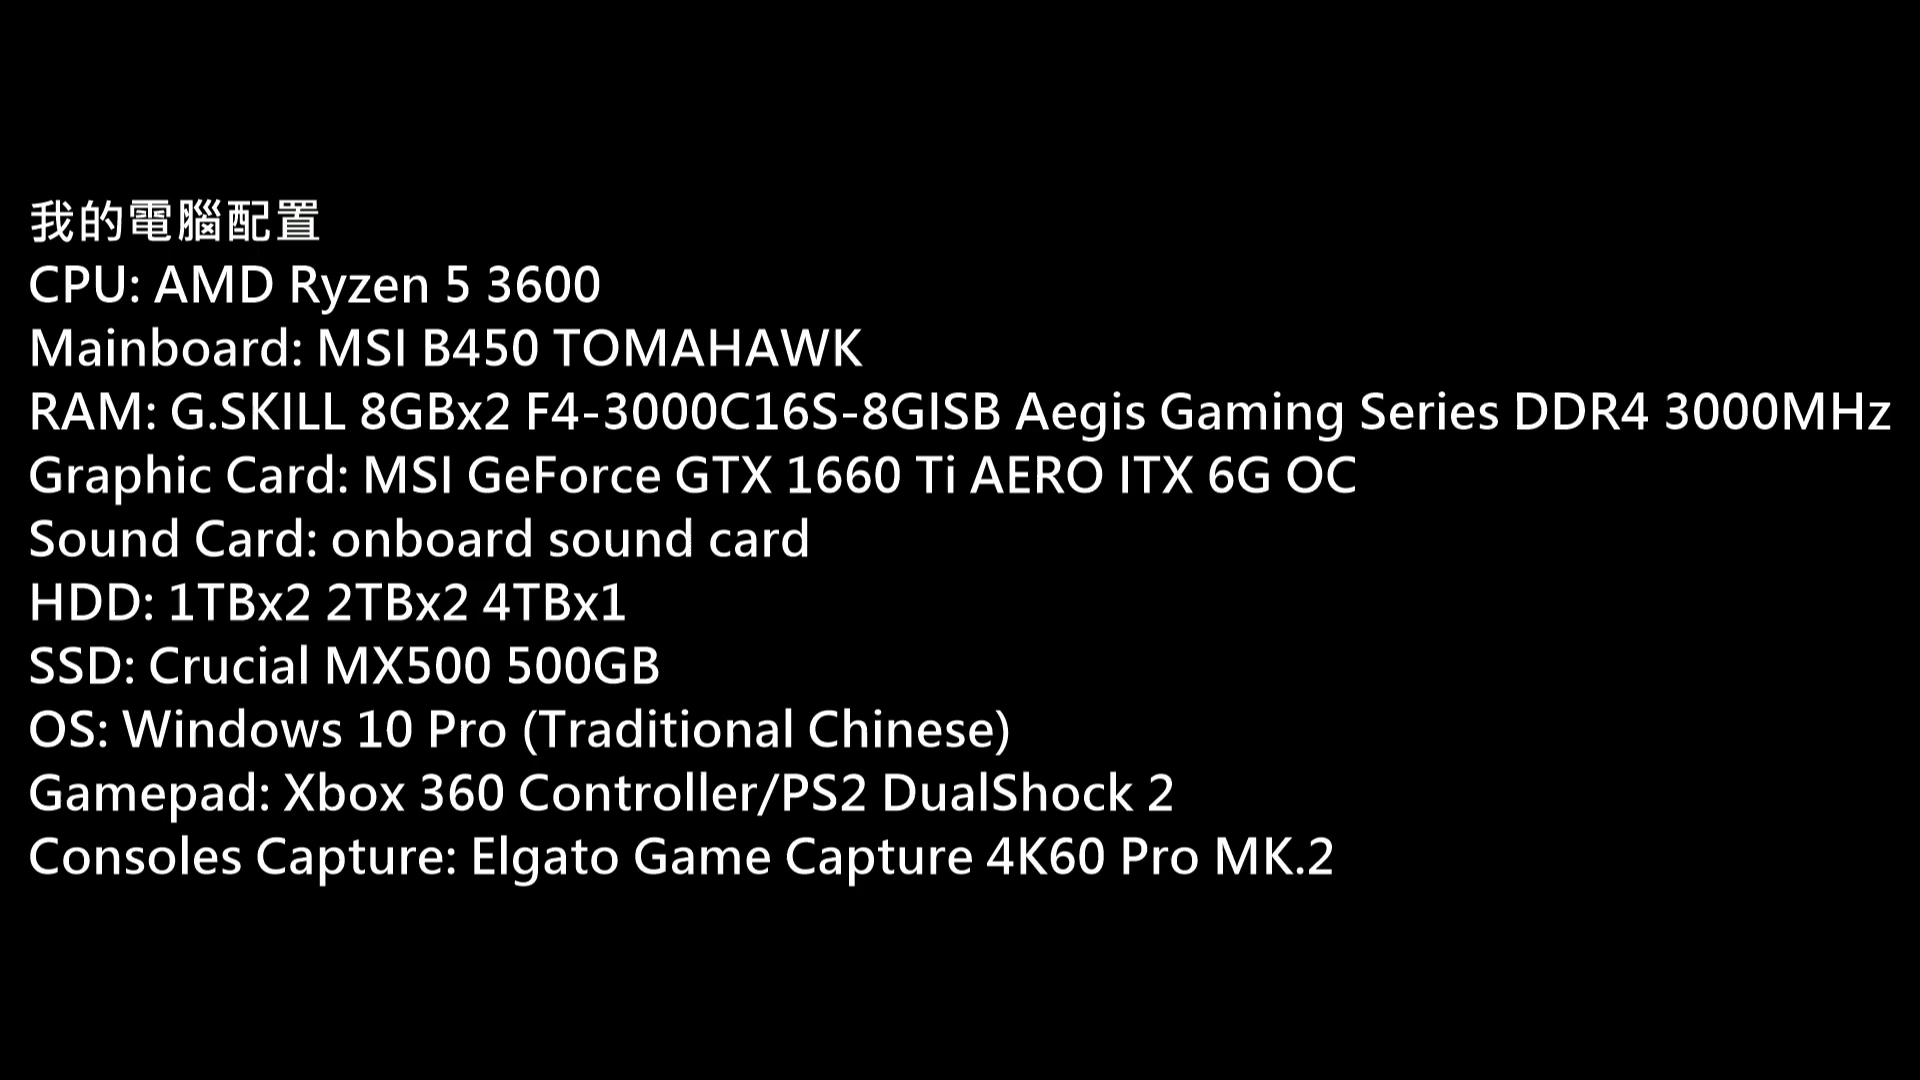 我的電腦配置
CPU: AMD Ryzen 5 3600
Mainboard: MSI B450 TOMAHAWK
RAM: G.SKILL 8GBx2 F4-3000C16S-8GISB Aegis Gaming Series DDR4 3000MHz
Graphic Card: MSI GeForce GTX 1660 Ti AERO ITX 6G OC
Sound Card: onboard sound card
HDD: 1TBx2 2TBx2 4TBx1
SSD: Crucial MX500 500GB
OS: Windows 10 Pro (Traditional Chinese)
Gamepad: Xbox 360 Controller/PS2 DualShock 2
Consoles Capture: Elgato Game Capture 4K60 Pro MK.2